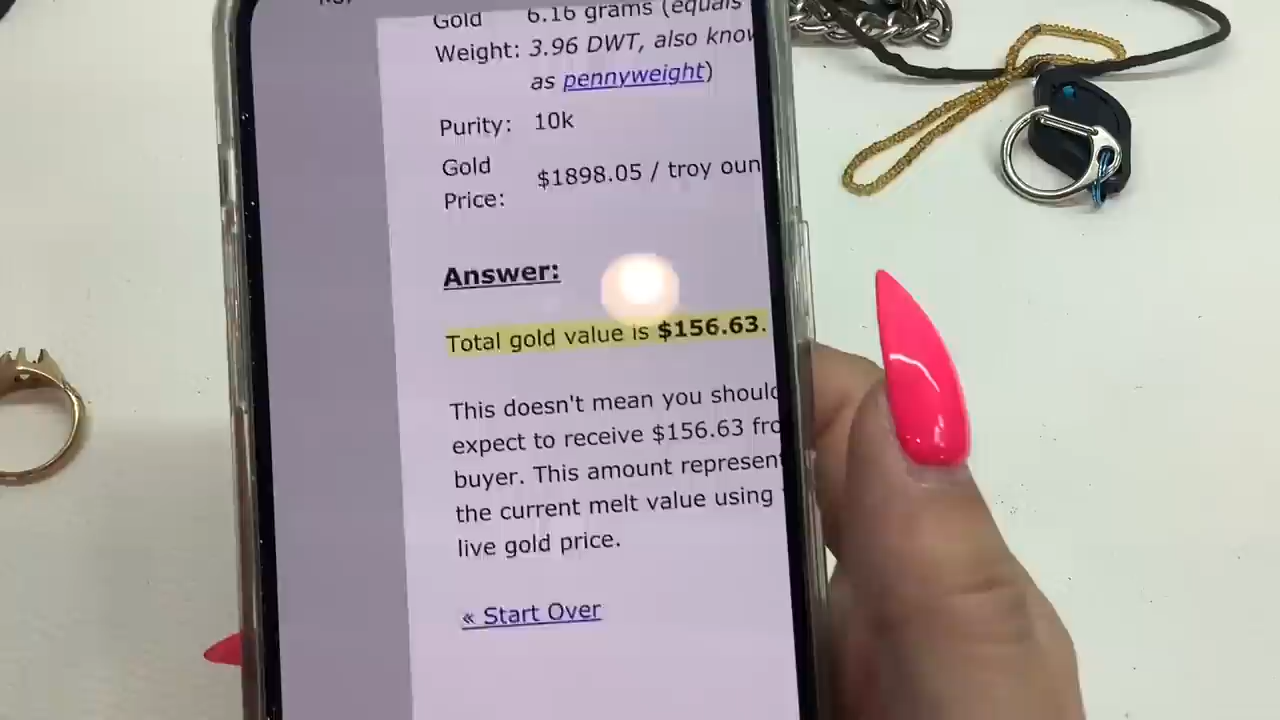 Gold 6.16 grams (equals
Weight: 3.96 DWT, also know
as pennyweight)
Purity: 10k
Gold
Price: $1898.05 / troy oun
Answer:
Total gold value is $156.63.
This doesn't mean you should
expect to receive $156.63 fro
buyer. This amount represent
the current melt value using
live gold price.
« Start Over